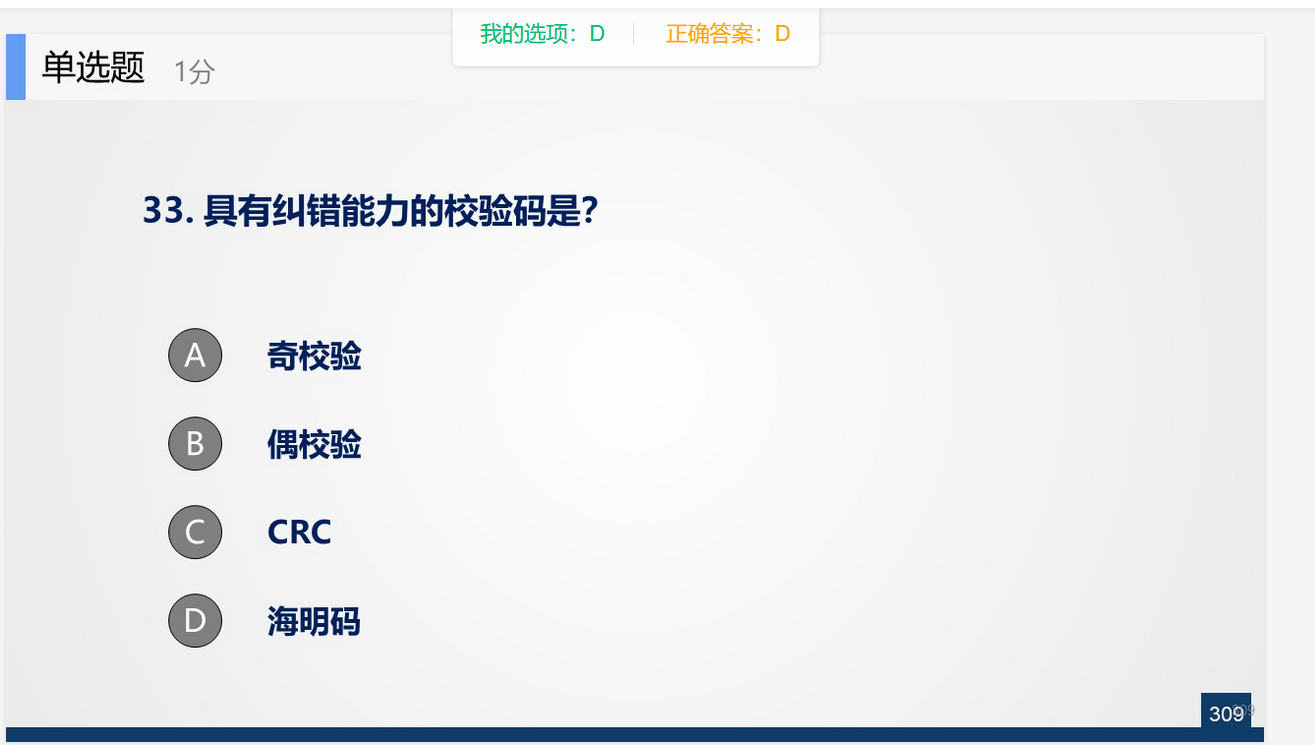 我的选项：D 正确答案：D
单选题 1分
33. 具有纠错能力的校验码是?
A 奇校验
B 偶校验
C CRC
D 海明码
309
309